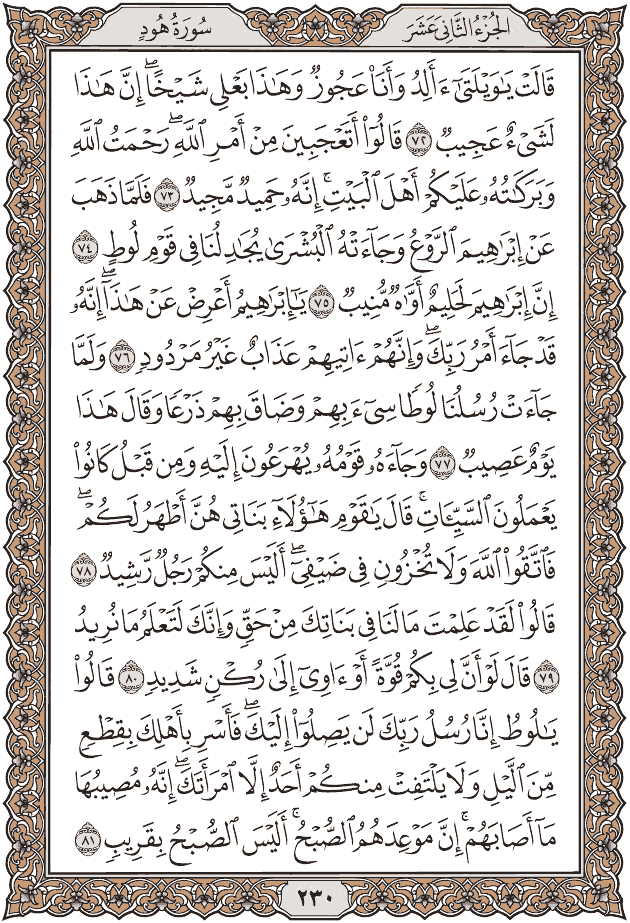 الجُزْءُ الثَّانِي عَشَرَ
سُورَةُ هُودٍ
قَالَتْ يَٰوَيْلَتَىٰٓ ءَأَلِدُ وَأَنَا۠ عَجُوزٞ وَهَٰذَا بَعْلِي شَيْخًاۖ إِنَّ هَٰذَا
لَشَيْءٌ عَجِيبٞ ٧٢ قَالُوٓاْ أَتَعْجَبِينَ مِنْ أَمْرِ ٱللَّهِۖ رَحْمَتُ ٱللَّهِ
وَبَرَكَٰتُهُۥ عَلَيْكُمْ أَهْلَ ٱلْبَيْتِۚ إِنَّهُۥ حَمِيدٞ مَّجِيدٞ ٧٣ فَلَمَّا ذَهَبَ
عَنْ إِبْرَٰهِيمَ ٱلرَّوْعُ وَجَآءَتْهُ ٱلْبُشْرَىٰ يُجَٰدِلُنَا فِي قَوْمِ لُوطٍ ٧٤
إِنَّ إِبْرَٰهِيمَ لَحَلِيمٌ أَوَّٰهٞ مُّنِيبٞ ٧٥ يَٰٓإِبْرَٰهِيمُ أَعْرِضْ عَنْ هَٰذَآۖ إِنَّهُۥ
قَدْ جَآءَ أَمْرُ رَبِّكَۖ وَإِنَّهُمْ ءَاتِيهِمْ عَذَابٌ غَيْرُ مَرْدُودٖ ٧٦ وَلَمَّا
جَآءَتْ رُسُلُنَا لُوطٗا سِيٓءَ بِهِمْ وَضَاقَ بِهِمْ ذَرْعٗا وَقَالَ هَٰذَا
يَوْمٌ عَصِيبٞ ٧٧ وَجَآءَهُۥ قَوْمُهُۥ يُهْرَعُونَ إِلَيْهِ وَمِن قَبْلُ كَانُواْ
يَعْمَلُونَ ٱلسَّيِّـَٔاتِۚ قَالَ يَٰقَوْمِ هَٰٓؤُلَآءِ بَنَاتِي هُنَّ أَطْهَرُ لَكُمْۖ
فَٱتَّقُواْ ٱللَّهَ وَلَا تُخْزُونِ فِي ضَيْفِيٓۖ أَلَيْسَ مِنكُمْ رَجُلٞ رَّشِيدٞ ٧٨
قَالُواْ لَقَدْ عَلِمْتَ مَا لَنَا فِي بَنَاتِكَ مِنْ حَقّٖ وَإِنَّكَ لَتَعْلَمُ مَا نُرِيدُ
٧٩ قَالَ لَوْ أَنَّ لِي بِكُمْ قُوَّةً أَوْ ءَاوِيٓ إِلَىٰ رُكْنٖ شَدِيدٖ ٨٠ قَالُواْ
يَٰلُوطُ إِنَّا رُسُلُ رَبِّكَ لَن يَصِلُوٓاْ إِلَيْكَۖ فَأَسْرِ بِأَهْلِكَ بِقِطْعٖ
مِّنَ ٱلَّيْلِ وَلَا يَلْتَفِتْ مِنكُمْ أَحَدٌ إِلَّا ٱمْرَأَتَكَۖ إِنَّهُۥ مُصِيبُهَا
مَآ أَصَابَهُمْۚ إِنَّ مَوْعِدَهُمُ ٱلصُّبْحُۚ أَلَيْسَ ٱلصُّبْحُ بِقَرِيبٖ ٨١
٢٣٠